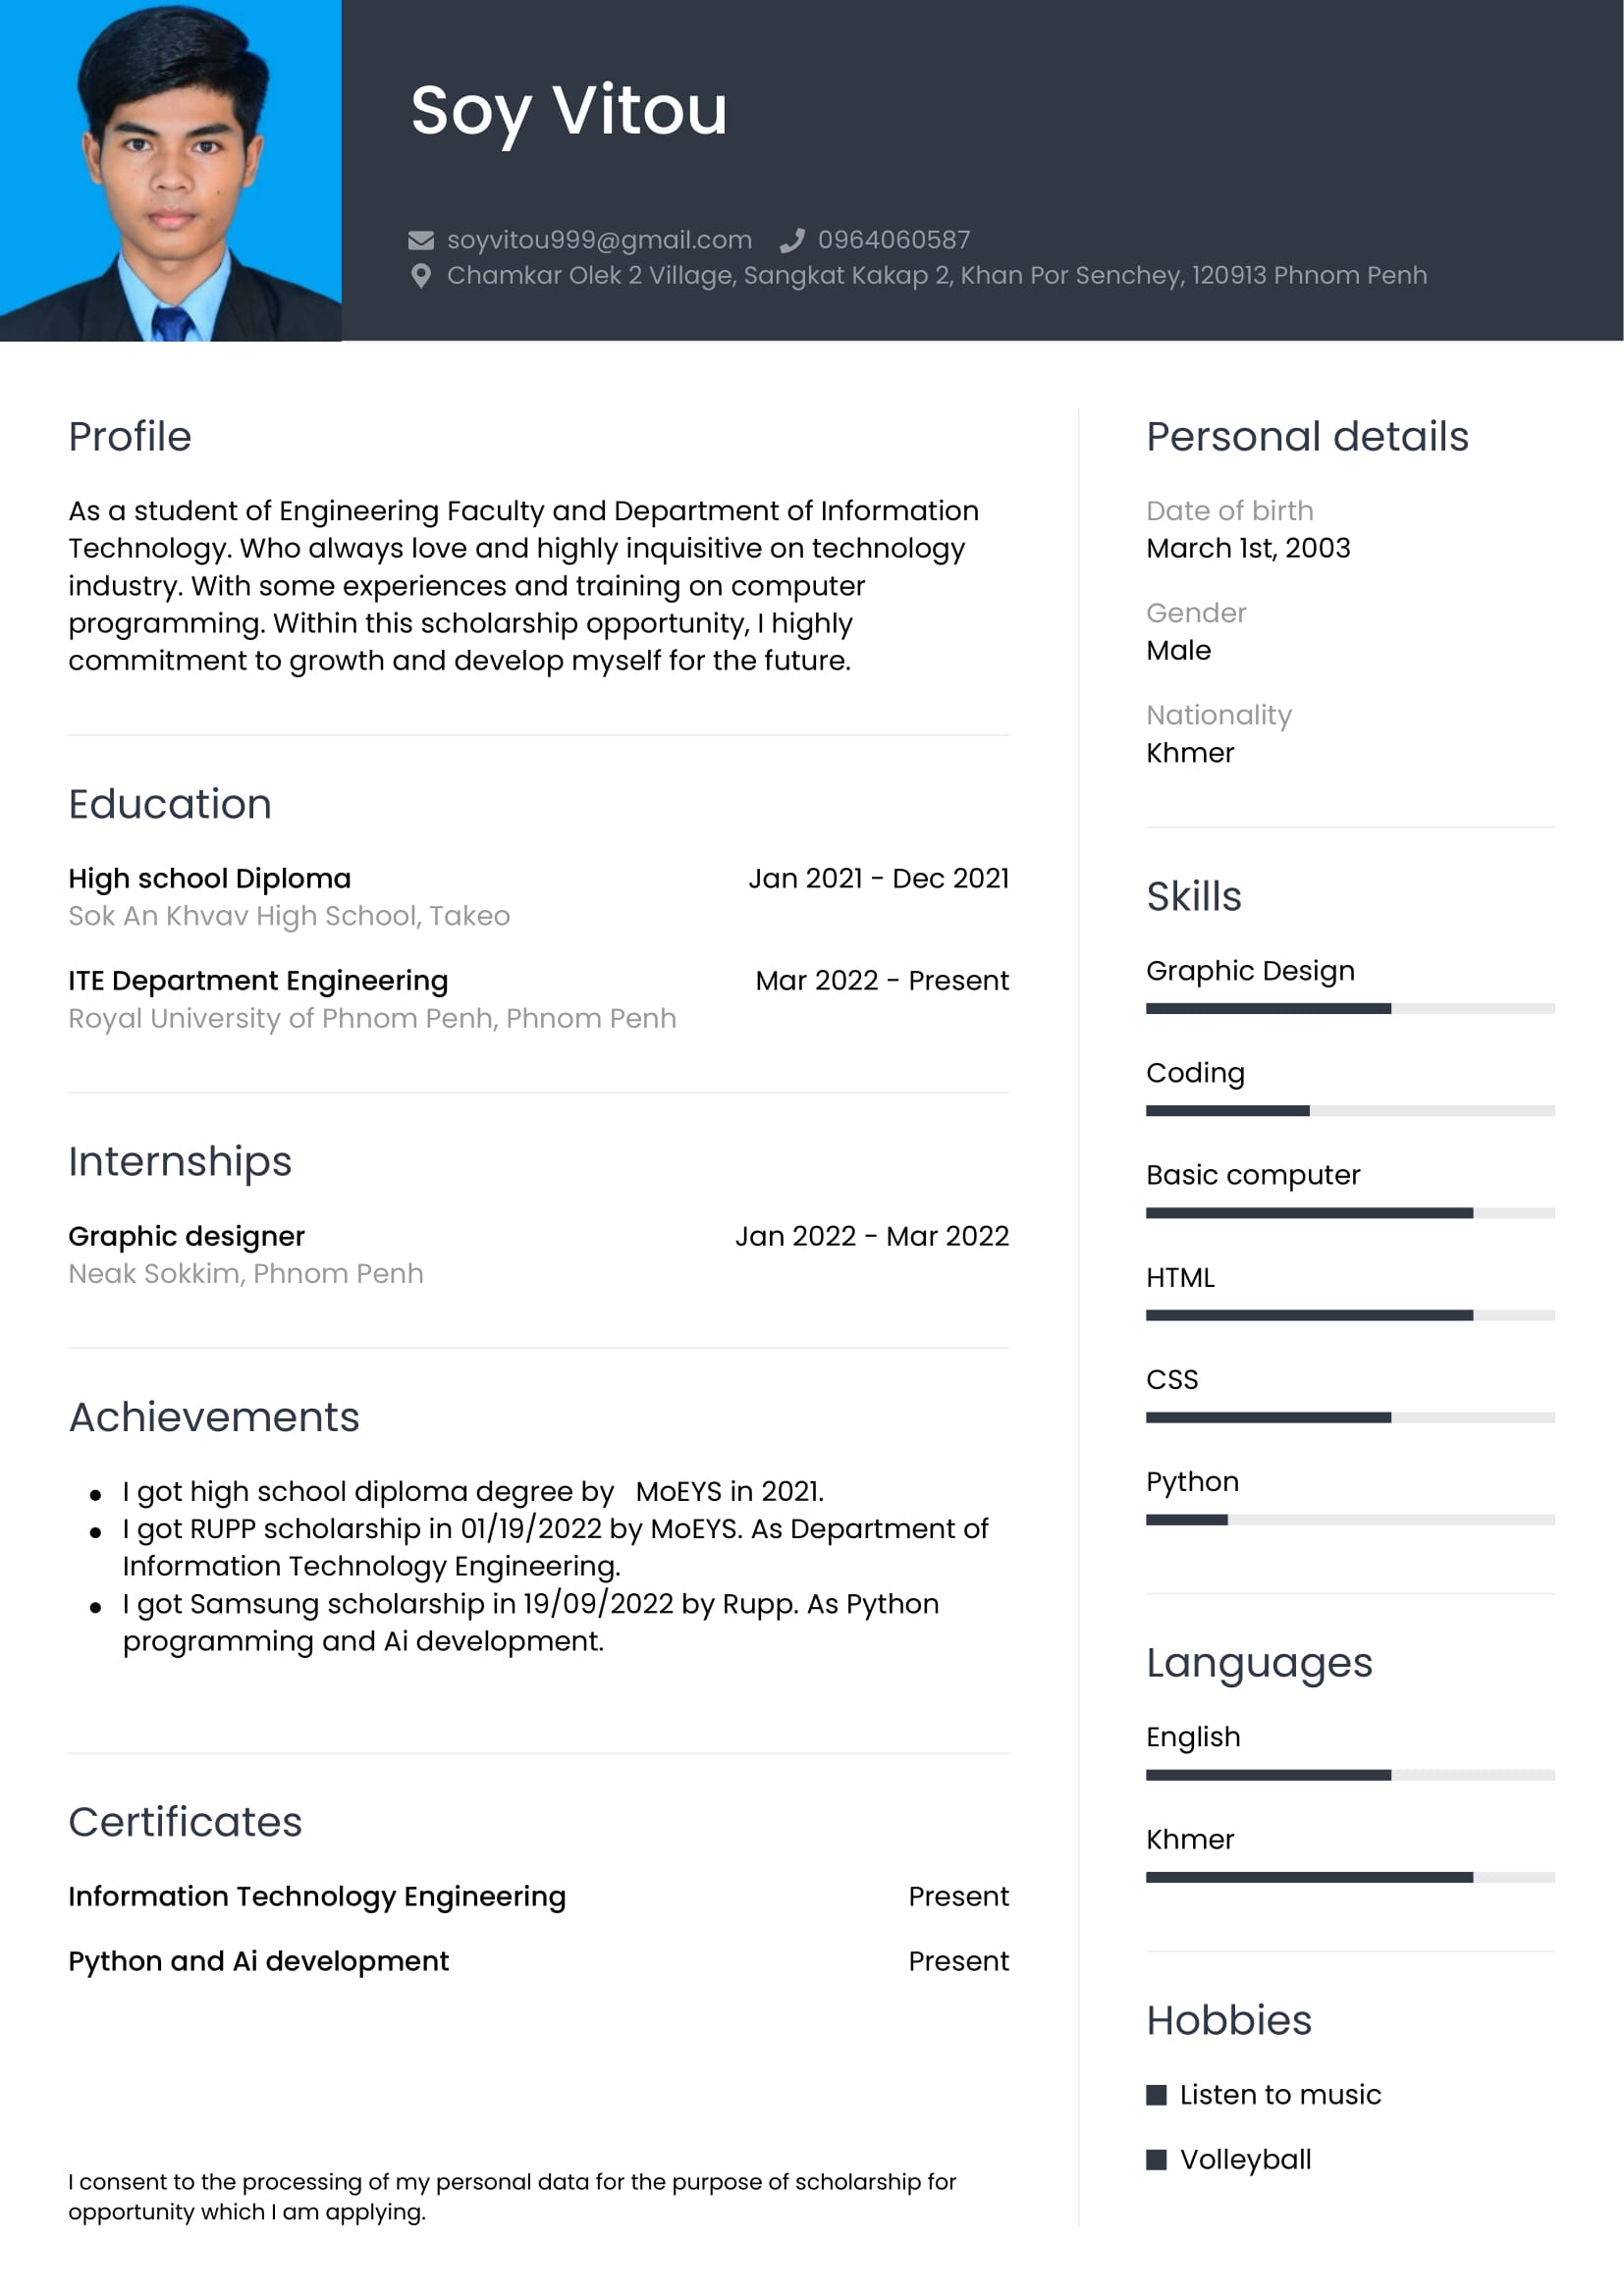 Soy Vitou
soyvitou999@gmail.com 0964060587
Chamkar Olek 2 Village, Sangkat Kakap 2, Khan Por Senchey, 120913 Phnom Penh
Profile
As a student of Engineering Faculty and Department of Information
Technology. Who always love and highly inquisitive on technology
industry. With some experiences and training on computer
programming. Within this scholarship opportunity, I highly
commitment to growth and develop myself for the future.
Education
High school Diploma Jan 2021 - Dec 2021
Sok An Khvav High School, Takeo
ITE Department Engineering Mar 2022 - Present
Royal University of Phnom Penh, Phnom Penh
Internships
Graphic designer Jan 2022 - Mar 2022
Neak Sokkim, Phnom Penh
Achievements
• I got high school diploma degree by MoEYS in 2021.
• I got RUPP scholarship in 01/19/2022 by MoEYS. As Department of
Information Technology Engineering.
• I got Samsung scholarship in 19/09/2022 by Rupp. As Python
programming and Ai development.
Certificates
Information Technology Engineering Present
Python and Ai development Present
I consent to the processing of my personal data for the purpose of scholarship for
opportunity which I am applying.
Personal details
Date of birth
March 1st, 2003
Gender
Male
Nationality
Khmer
Skills
Graphic Design
Coding
Basic computer
HTML
CSS
Python
Languages
English
Khmer
Hobbies
Listen to music
Volleyball